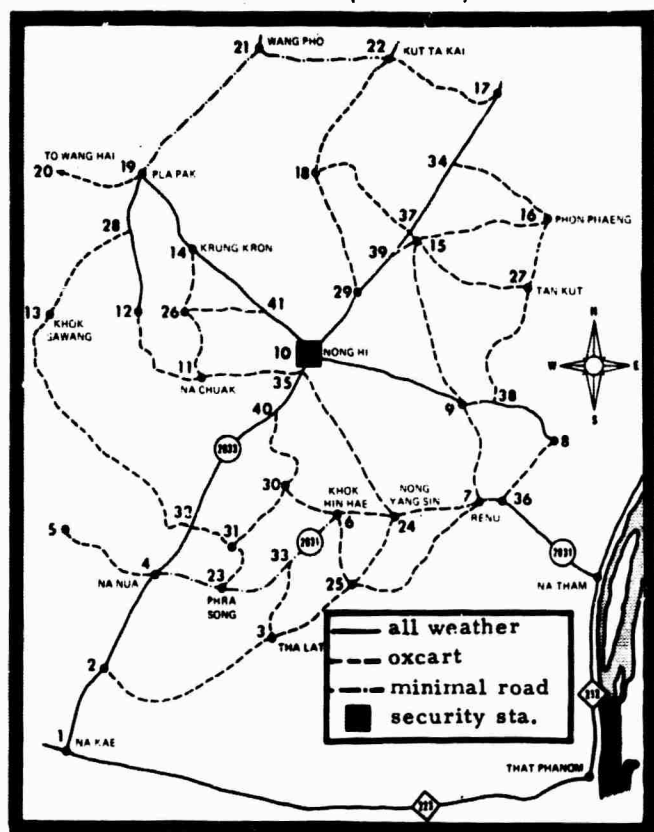 21 WANG PHO
22
KUT TA KAI
17
TO WANG HAI
20
19
PLA PAK
18
34
28
37
16 PHON PHAENG
15
14
KRUNG KRON
39
27
TAN KUT
29
13
KHOK
SAWANG
12
26
41
N
W E
S
10 NONG HI
11
NA CHUAK
35
40
9
38
8
2033
30
KHOK
HIN HAE
NONG
YANG SIN
7
RENU
36
5
32
31
2031
6
24
2031
4
NA NUA
23
PHRA
SONG
33
25
NA THAM
3
THA LAT
all weather
oxcart
minimal road
security sta.
2
212
1 NA KAE
THAT PHANOM
223